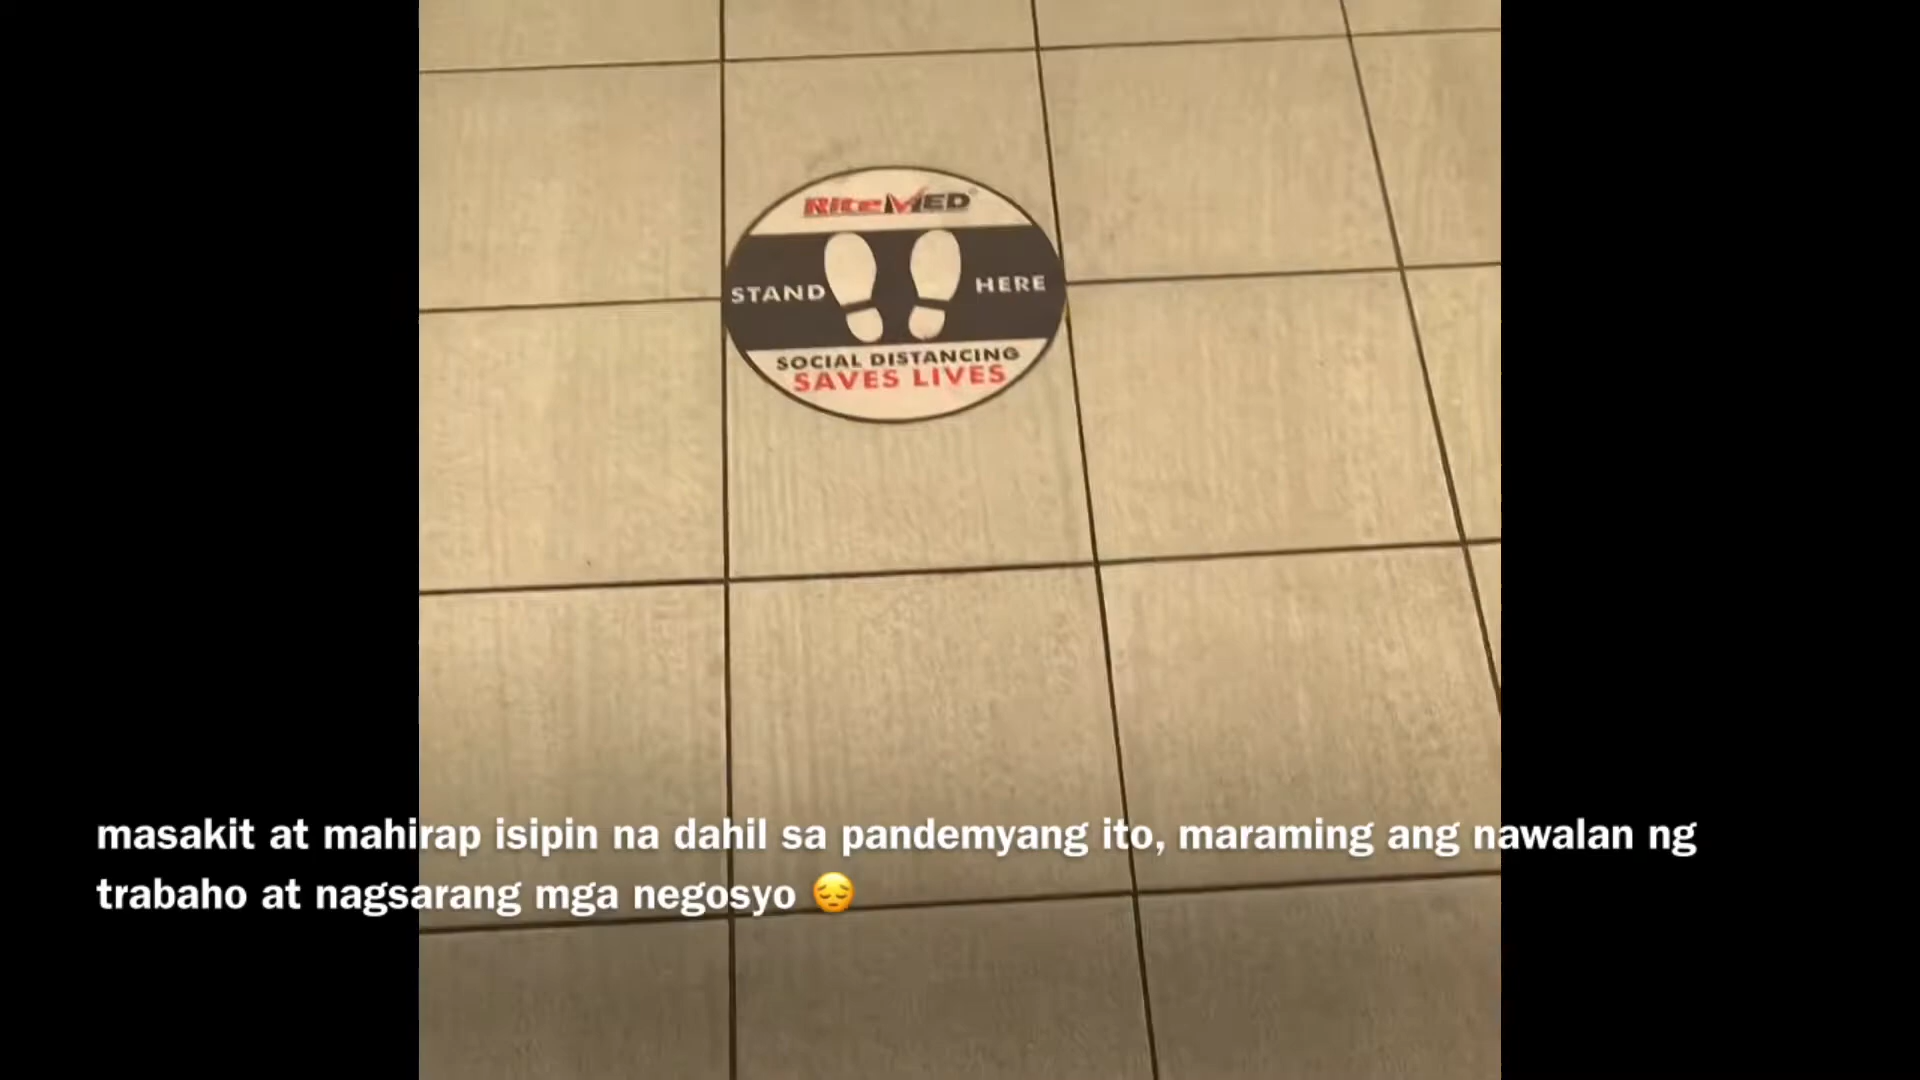 RiteMED
STAND HERE
SOCIAL DISTANCING
SAVES LIVES
masakit at mahirap isipin na dahil sa pandemyang ito, maraming ang nawalan ng
trabaho at nagsarang mga negosyo 😔